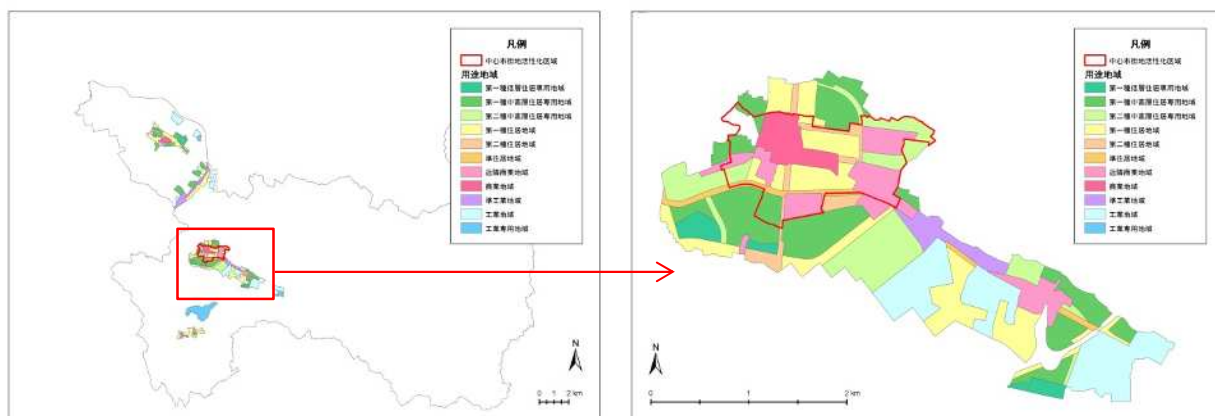 凡例
中心市街地活性化区域
用途地域
第一種低層住居専用地域
第一種中高層住居専用地域
第二種中高層住居専用地域
第一種住居地域
第二種住居地域
準住居地域
近隣商業地域
商業地域
準工業地域
工業地域
工業専用地域
N
0 1 2 km
凡例
中心市街地活性化区域
用途地域
第一種低層住居専用地域
第一種中高層住居専用地域
第二種中高層住居専用地域
第一種住居地域
第二種住居地域
準住居地域
近隣商業地域
商業地域
準工業地域
工業地域
工業専用地域
N
0 1 2 km